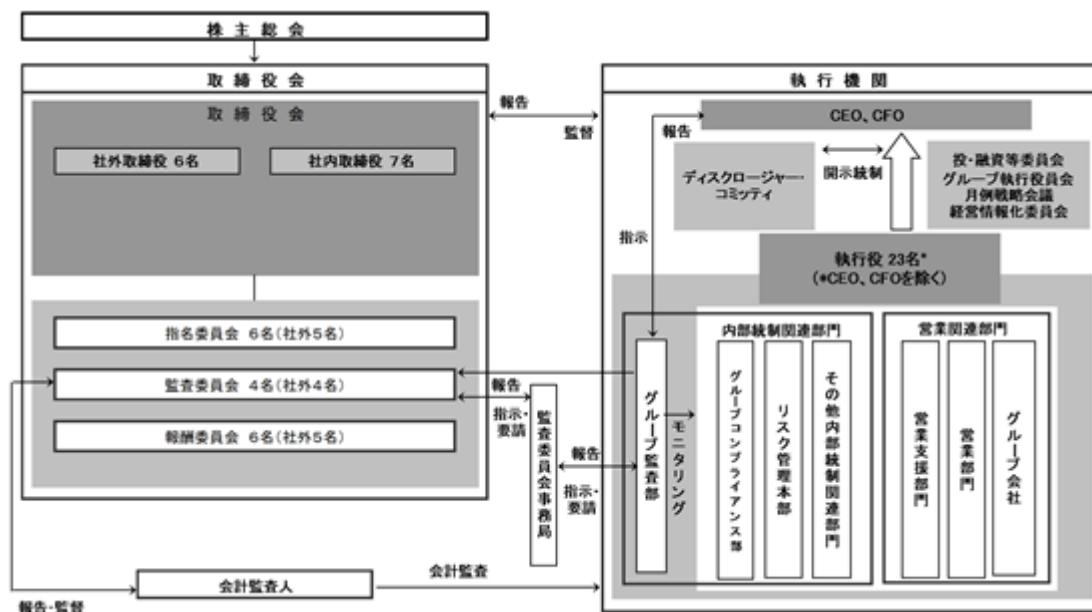 株主総会
取締役会
取締役会
社外取締役 6名
社内取締役 7名
指名委員会 6名(社外5名)
監査委員会 4名(社外4名)
報酬委員会 6名(社外5名)
報告
監督
執行機関
CEO、CFO
報告
ディスクロージャー・
コミッティ
開示統制
投・融資等委員会
グループ執行役員会
月例戦略会議
経営情報化委員会
指示
執行役 23名*
(*CEO、CFOを除く)
内部統制関連部門
営業関連部門
グループ監査部
モニタリング
グループコンプライアンス部
リスク管理本部
その他内部統制関連部門
営業支援部門
営業部門
グループ会社
報告
指示・
要請
監査委員会事務局
報告
指示・
要請
会計監査人
会計監査
報告・監督